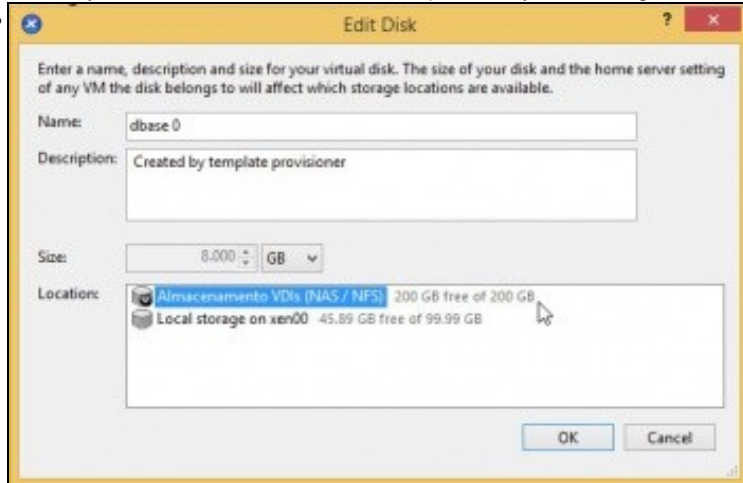 Edit Disk
?
×
Enter a name, description and size for your virtual disk. The size of your disk and the home server setting
of any VM the disk belongs to will affect which storage locations are available.
Name: dbase 0
Description: Created by template provisioner
Size: 8.000 GB
Location: Almacenamento VDIs (NAS / NFS) 200 GB free of 200 GB
Local storage on xen00 45.89 GB free of 99.99 GB
OK Cancel